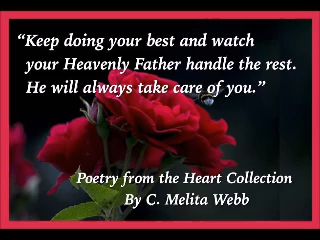 “Keep doing your best and watch
your Heavenly Father handle the rest.
He will always take care of you.”
Poetry from the Heart Collection
By C. Melita Webb